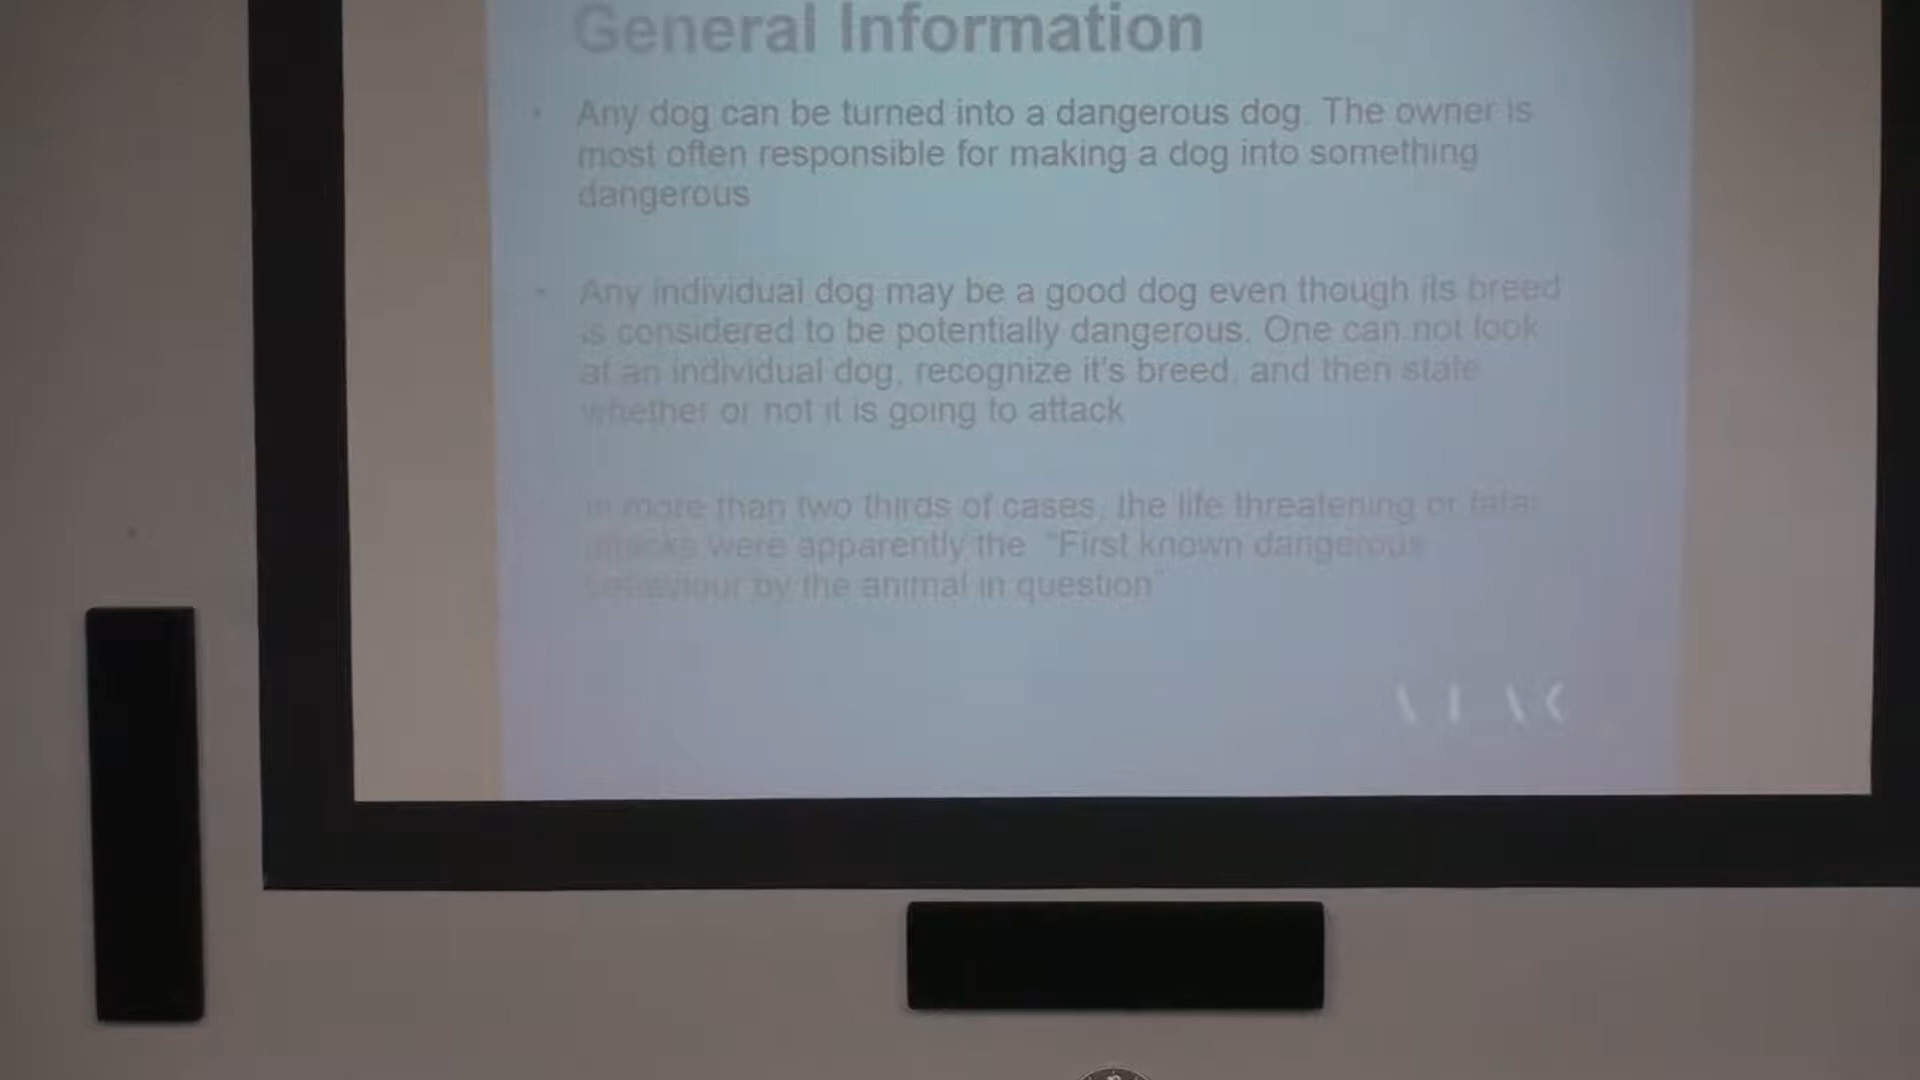 General Information
Any dog can be turned into a dangerous dog. The owner is
most often responsible for making a dog into something
dangerous
Any individual dog may be a good dog even though its breed
is considered to be potentially dangerous. One can not look
at an individual dog, recognize it's breed, and then state
whether or not it is going to attack
In more than two thirds of cases, the life threatening or fatal
attacks were apparently the "First known dangerous
behaviour by the animal in question"